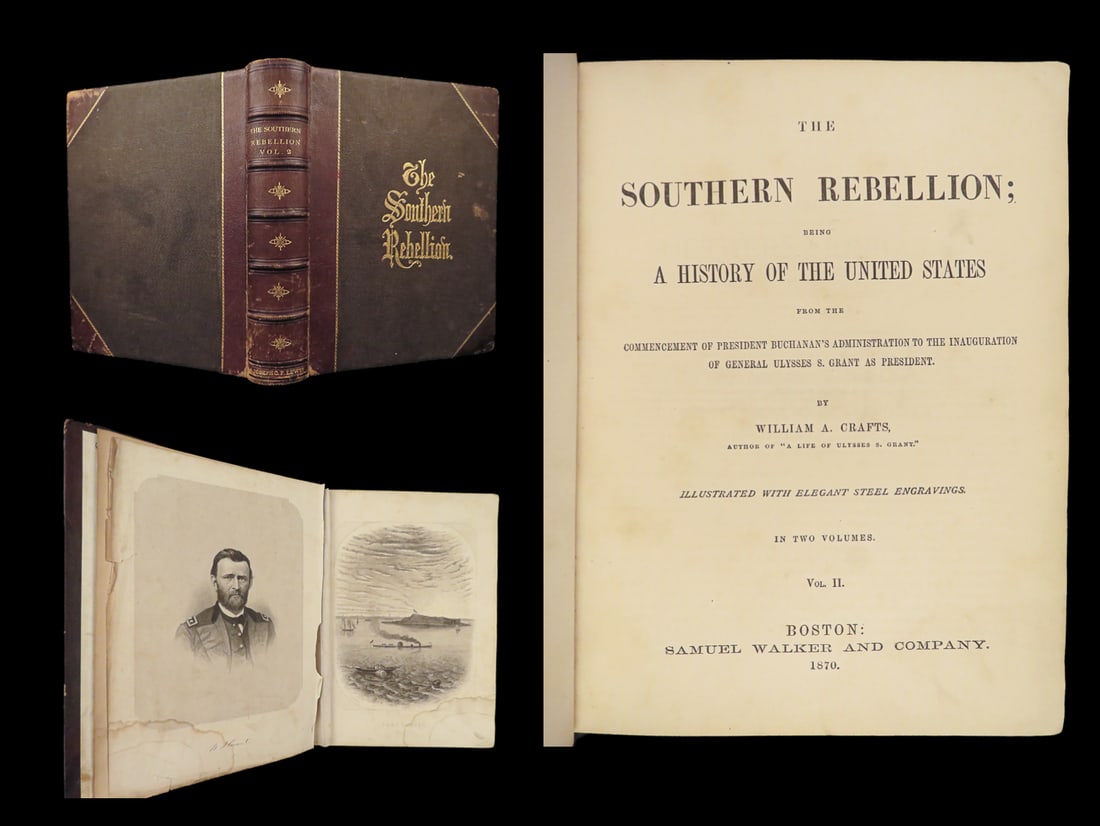 THE SOUTHERN
REBELLION
VOL. 2
JOSEPH C. F. LEWIS
The
Southern
Rebellion.
THE
SOUTHERN REBELLION;
BEING
A HISTORY OF THE UNITED STATES
FROM THE
COMMENCEMENT OF PRESIDENT BUCHANAN'S ADMINISTRATION TO THE INAUGURATION
OF GENERAL ULYSSES S. GRANT AS PRESIDENT.
BY
WILLIAM A. CRAFTS,
AUTHOR OF "A LIFE OF ULYSSES S. GRANT."
ILLUSTRATED WITH ELEGANT STEEL ENGRAVINGS.
IN TWO VOLUMES.
VOL. II.
BOSTON:
SAMUEL WALKER AND COMPANY.
1870.